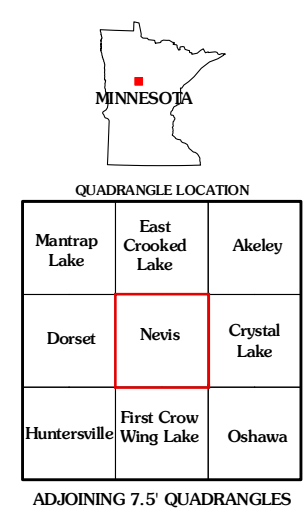 MINNESOTA
QUADRANGLE LOCATION
Mantrap
Lake
East
Crooked
Lake
Akeley
Dorset
Nevis
Crystal
Lake
Huntersville
First Crow
Wing Lake
Oshawa
ADJOINING 7.5' QUADRANGLES